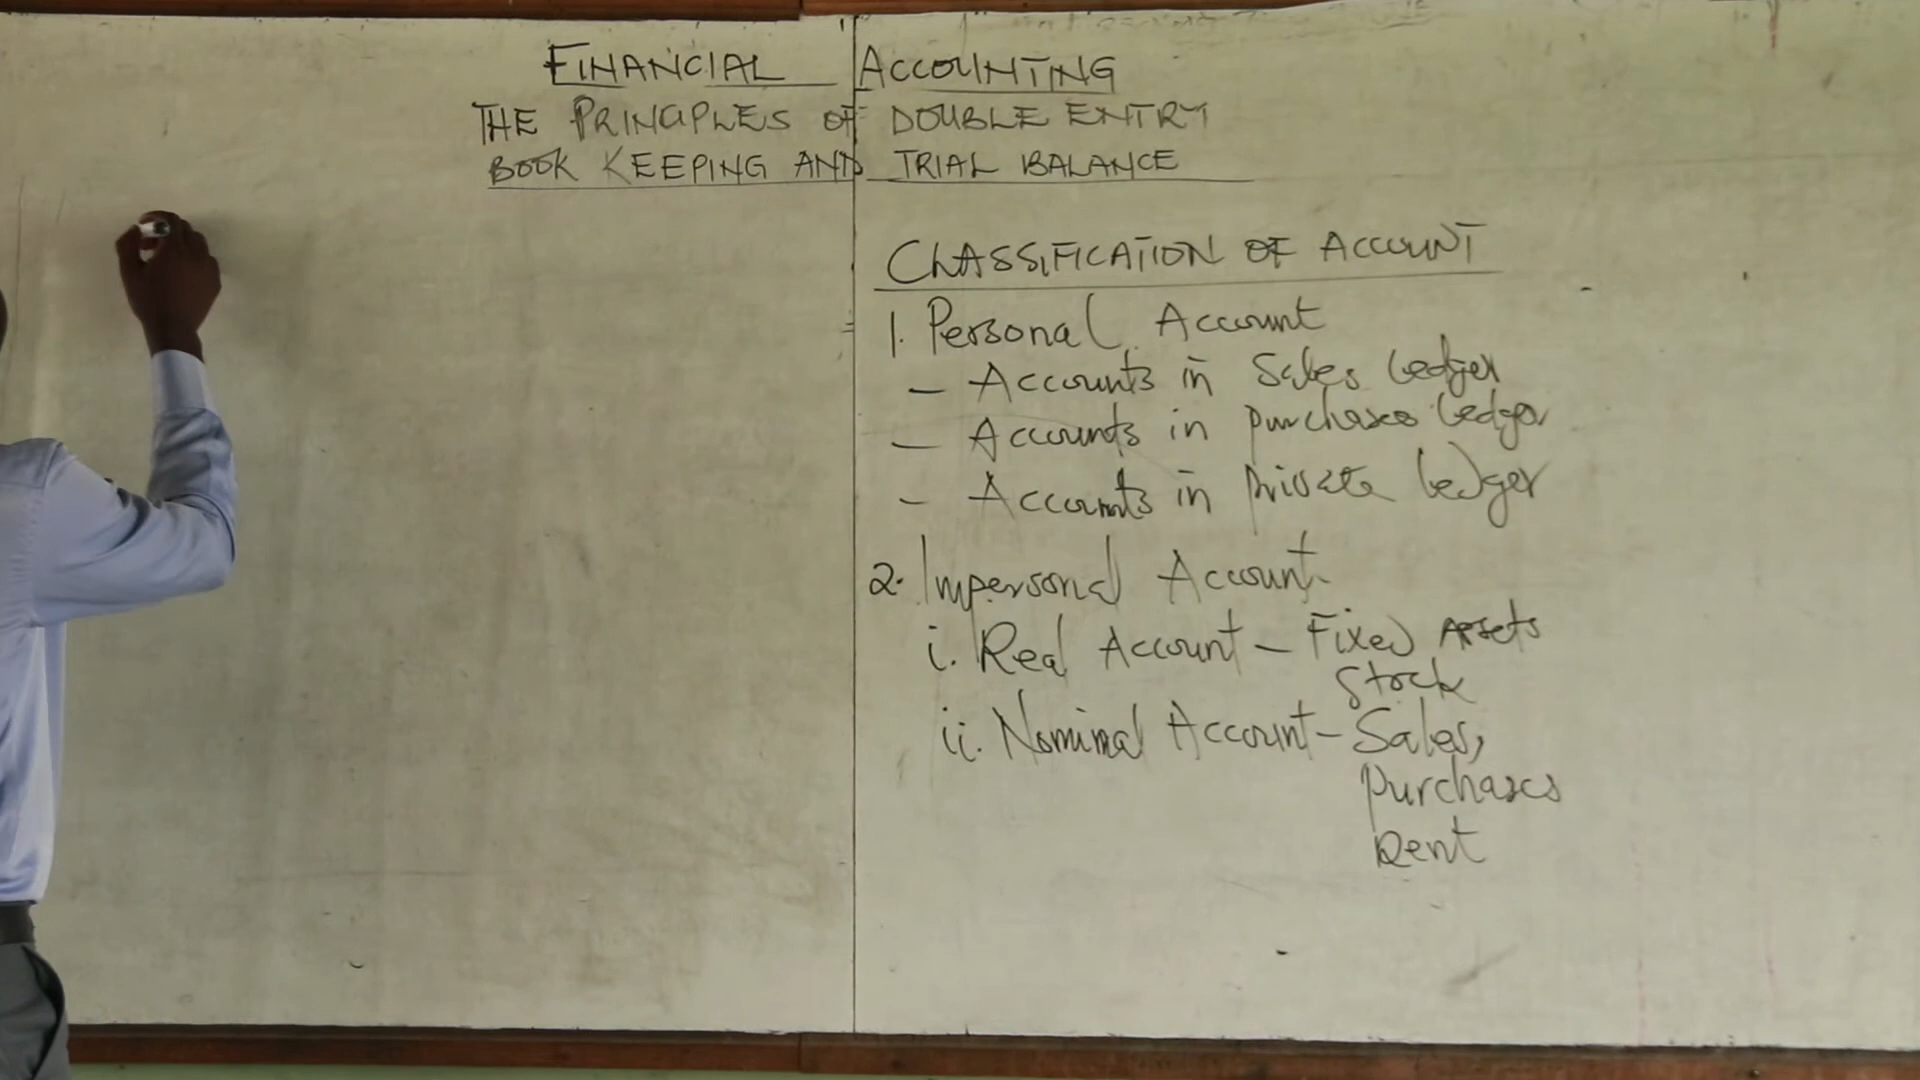 FINANCIAL ACCOUNTING
THE PRINCIPLES OF DOUBLE ENTRY
BOOK KEEPING AND TRIAL BALANCE
CLASSIFICATION OF ACCOUNT
1. Personal Account
- Accounts in Sales Ledger
- Accounts in purchases Ledger
- Accounts in private Ledger
2. Impersonal Account
i. Real Account - Fixed Assets
Stock
ii. Nominal Account - Sales,
purchases
Rent